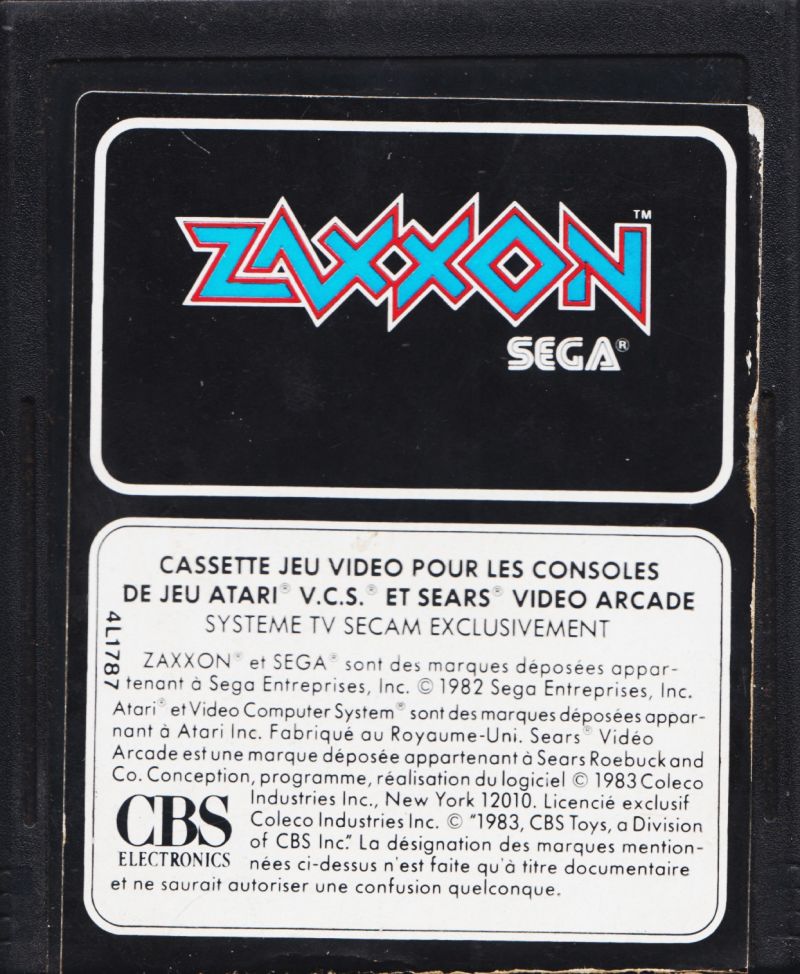 ZAXXON™
SEGA®
CASSETTE JEU VIDEO POUR LES CONSOLES
DE JEU ATARI® V.C.S.® ET SEARS® VIDEO ARCADE
SYSTEME TV SECAM EXCLUSIVEMENT
4L1787
ZAXXON® et SEGA® sont des marques déposées appar-
tenant à Sega Entreprises, Inc. © 1982 Sega Entreprises, Inc.
Atari® et Video Computer System® sont des marques déposées appar-
nant à Atari Inc. Fabriqué au Royaume-Uni. Sears® Vidéo
Arcade est une marque déposée appartenant à Sears Roebuck and
Co. Conception, programme, réalisation du logiciel © 1983 Coleco
Industries Inc., New York 12010. Licencié exclusif
Coleco Industries Inc. © "1983, CBS Toys, a Division
of CBS Inc." La désignation des marques mention-
nées ci-dessus n'est faite qu'à titre documentaire
et ne saurait autoriser une confusion quelconque.
CBS
ELECTRONICS